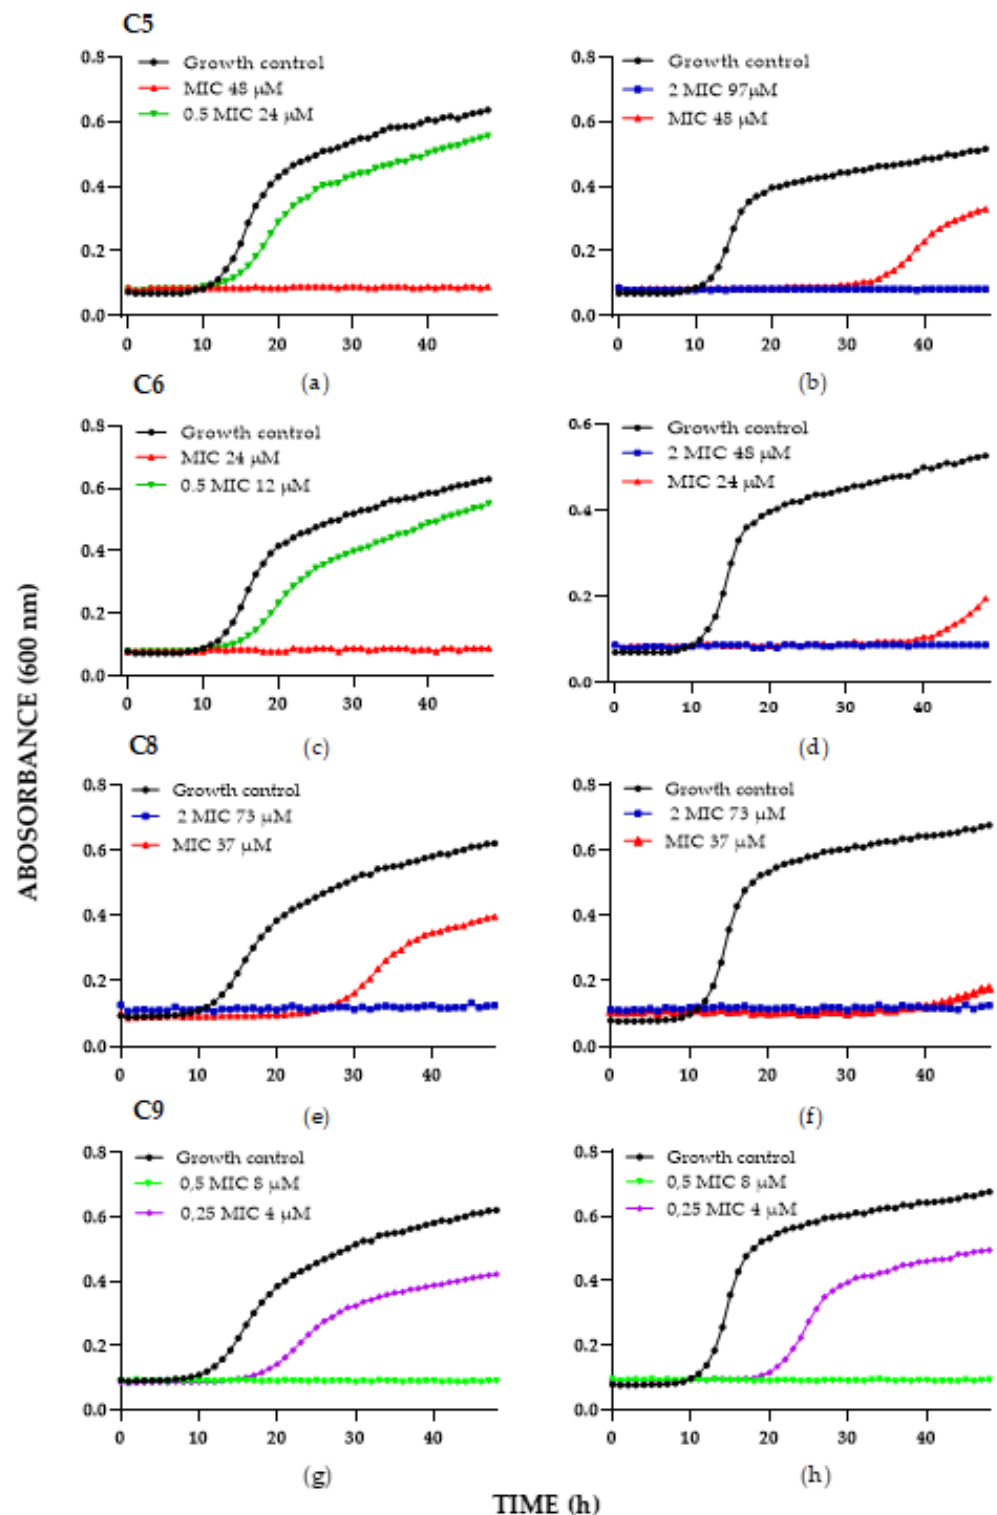 C5
0.8
0.6
0.4
0.2
0.0
Growth control
MIC 48 µM
0.5 MIC 24 µM
0 10 20 30 40
(a)
0.8
0.6
0.4
0.2
0.0
Growth control
2 MIC 97µM
MIC 48 µM
0 10 20 30 40
(b)
C6
0.8
0.6
0.4
0.2
0.0
Growth control
MIC 24 µM
0.5 MIC 12 µM
0 10 20 30 40
(c)
0.6
0.4
0.2
0.0
Growth control
2 MIC 48 µM
MIC 24 µM
0 10 20 30 40
(d)
ABOSORBANCE (600 nm)
C8
0.8
0.6
0.4
0.2
0.0
Growth control
2 MIC 73 µM
MIC 37 µM
0 10 20 30 40
(e)
0.8
0.6
0.4
0.2
0.0
Growth control
2 MIC 73 µM
MIC 37 µM
0 10 20 30 40
(f)
C9
0.8
0.6
0.4
0.2
0.0
Growth control
0,5 MIC 8 µM
0,25 MIC 4 µM
0 10 20 30 40
(g)
0.8
0.6
0.4
0.2
0.0
Growth control
0,5 MIC 8 µM
0,25 MIC 4 µM
0 10 20 30 40
(h)
TIME (h)